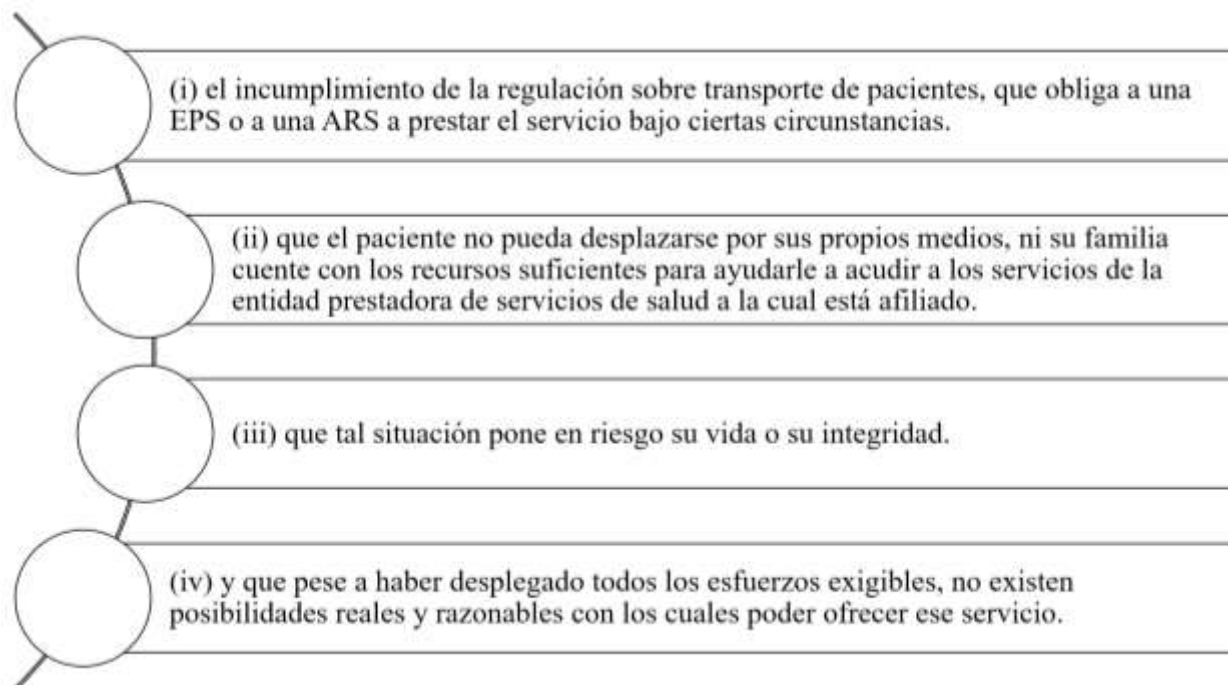 (i) el incumplimiento de la regulación sobre transporte de pacientes, que obliga a una
EPS o a una ARS a prestar el servicio bajo ciertas circunstancias.
(ii) que el paciente no pueda desplazarse por sus propios medios, ni su familia
cuente con los recursos suficientes para ayudarle a acudir a los servicios de la
entidad prestadora de servicios de salud a la cual está afiliado.
(iii) que tal situación pone en riesgo su vida o su integridad.
(iv) y que pese a haber desplegado todos los esfuerzos exigibles, no existen
posibilidades reales y razonables con los cuales poder ofrecer ese servicio.